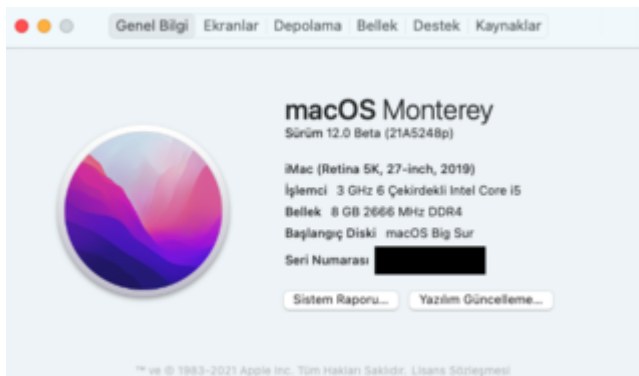 Genel Bilgi Ekranlar Depolama Bellek Destek Kaynaklar
macOS Monterey
Sürüm 12.0 Beta (21A5248p)
iMac (Retina 5K, 27-inch, 2019)
İşlemci 3 GHz 6 Çekirdekli Intel Core i5
Bellek 8 GB 2666 MHz DDR4
Başlangıç Diski macOS Big Sur
Seri Numarası
Sistem Raporu... Yazılım Güncelleme...
™ ve © 1983-2021 Apple Inc. Tüm Hakları Saklıdır. Lisans Sözleşmesi